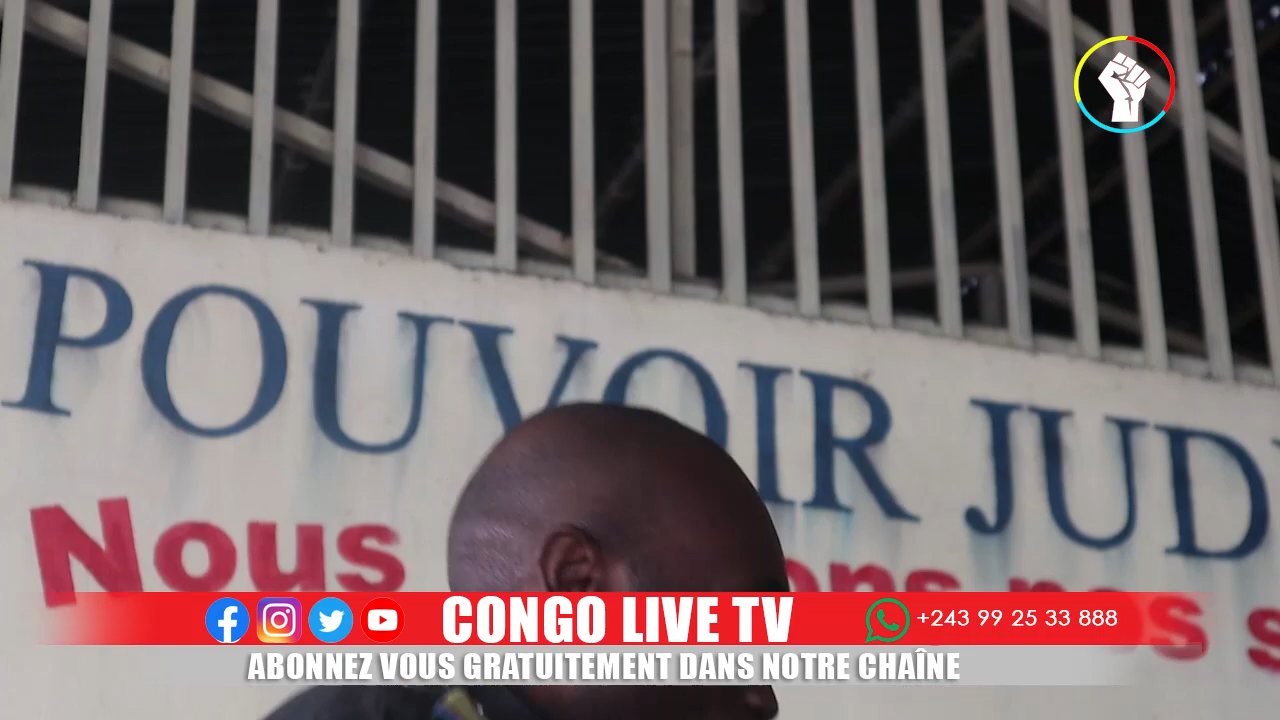 POUVOIR JUD
Nous
CONGO LIVE TV
+243 99 25 33 888
ABONNEZ VOUS GRATUITEMENT DANS NOTRE CHAÎNE